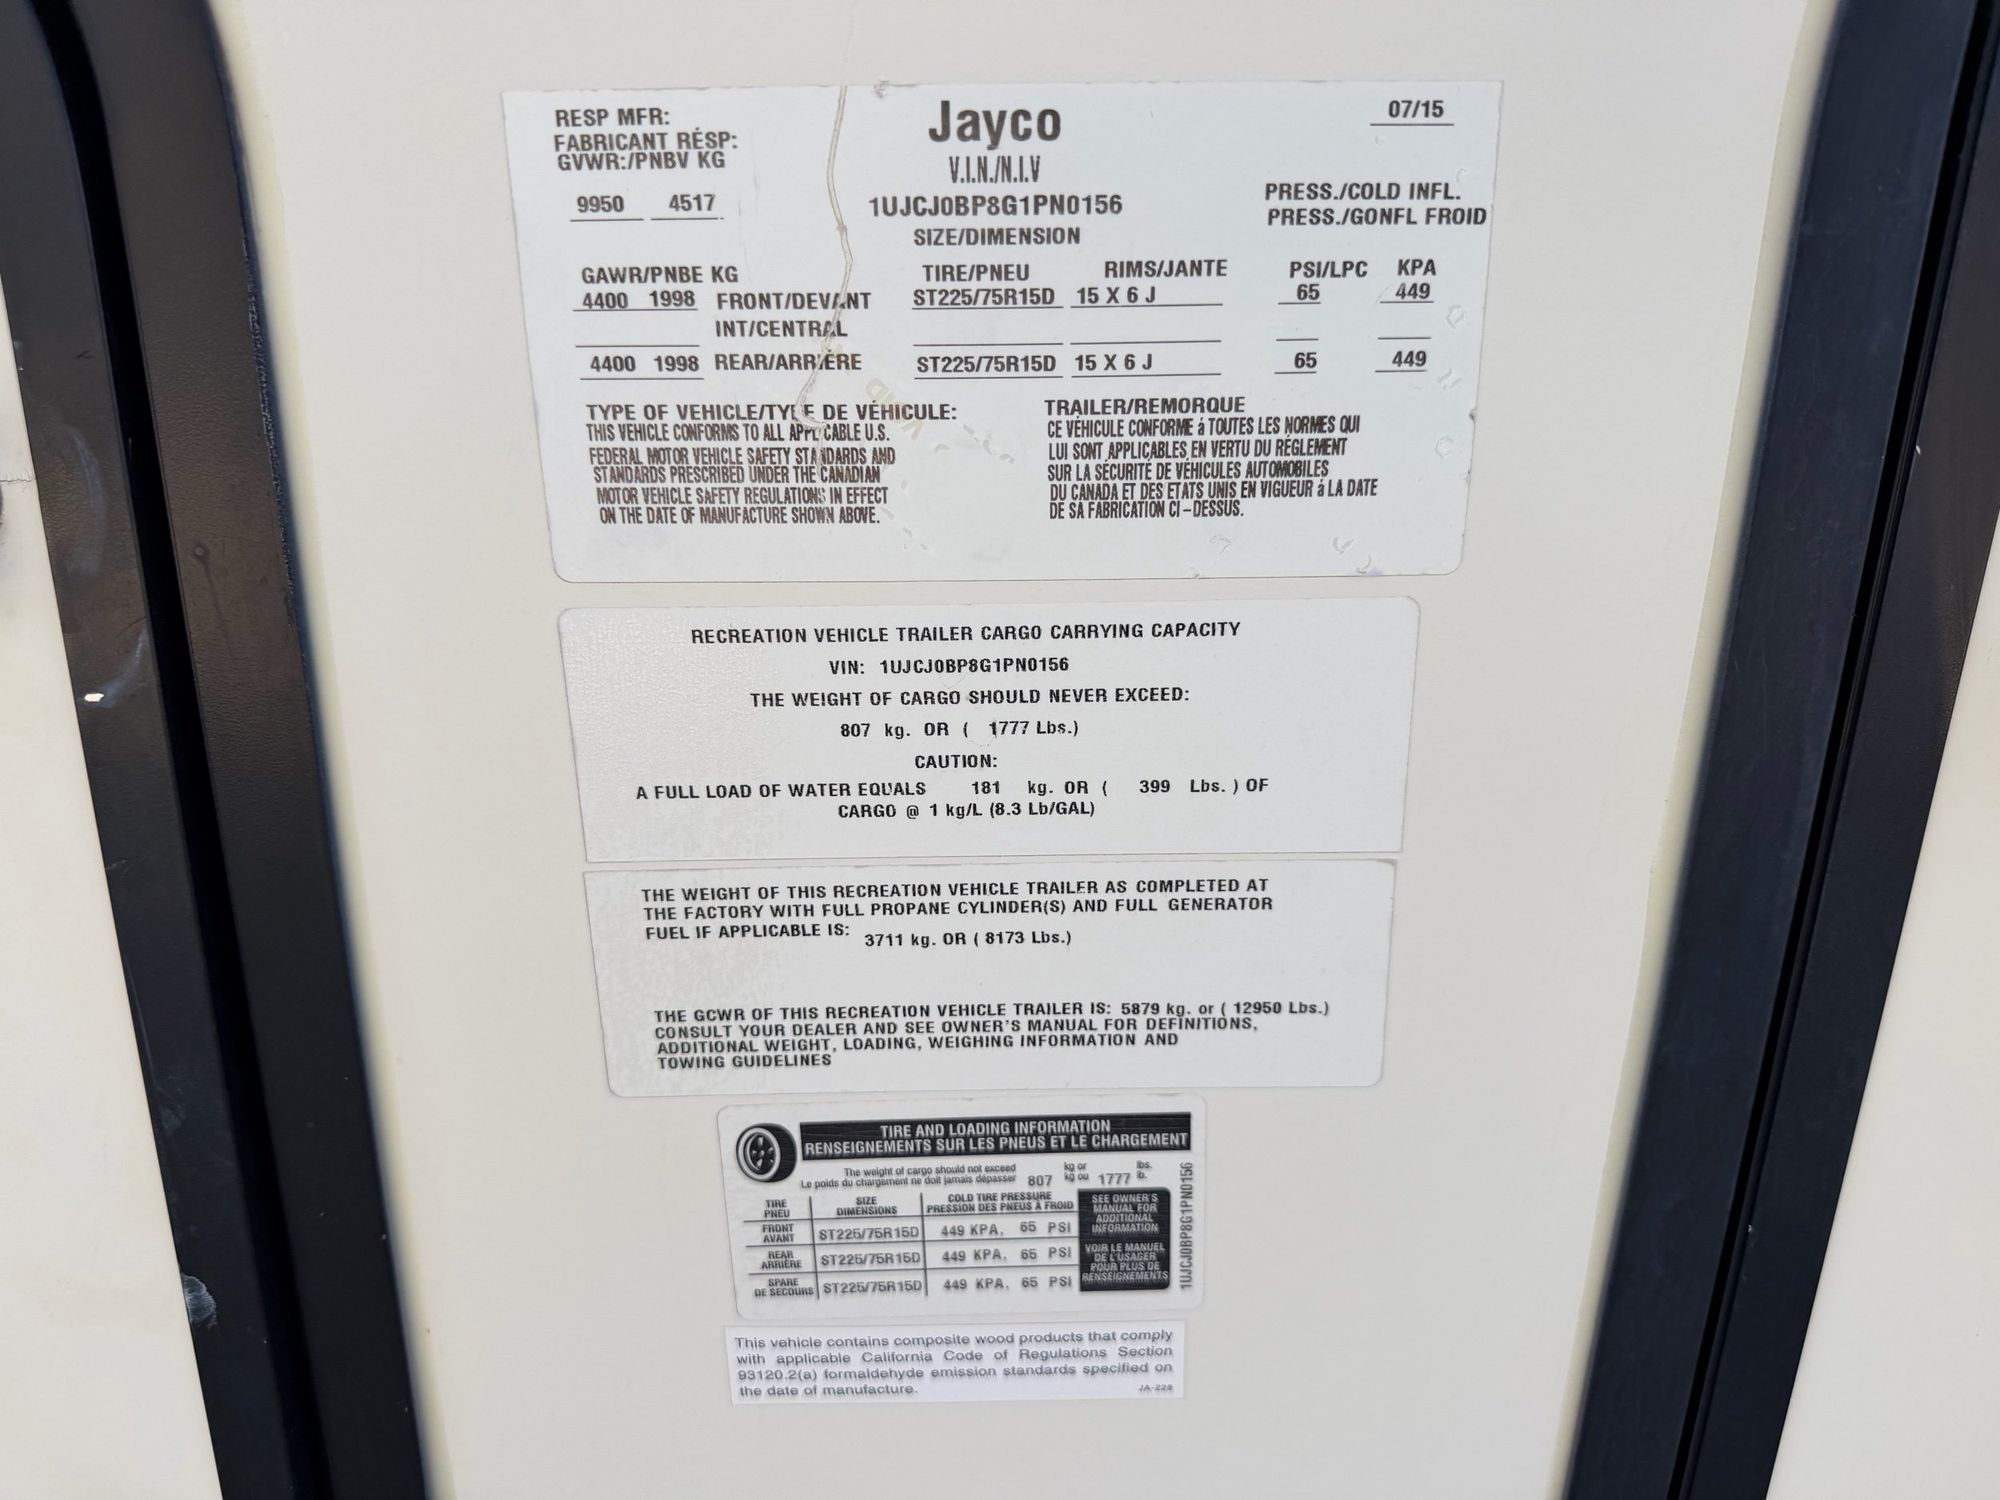 RESP MFR:
FABRICANT RÉSP:
GVWR:/PNBV KG
9950 4517
Jayco
V.I.N./N.I.V
1UJCJ0BP8G1PN0156
SIZE/DIMENSION
07/15
PRESS./COLD INFL.
PRESS./GONFL FROID
GAWR/PNBE KG TIRE/PNEU RIMS/JANTE PSI/LPC KPA
4400 1998 FRONT/DEVANT ST225/75R15D 15 X 6 J 65 449
INT/CENTRAL
4400 1998 REAR/ARRIÈRE ST225/75R15D 15 X 6 J 65 449
TYPE OF VEHICLE/TYPE DE VÉHICULE:
THIS VEHICLE CONFORMS TO ALL APPLICABLE U.S.
FEDERAL MOTOR VEHICLE SAFETY STANDARDS AND
STANDARDS PRESCRIBED UNDER THE CANADIAN
MOTOR VEHICLE SAFETY REGULATIONS IN EFFECT
ON THE DATE OF MANUFACTURE SHOWN ABOVE.
TRAILER/REMORQUE
CE VÉHICULE CONFORME á TOUTES LES NORMES QUI
LUI SONT APPLICABLES EN VERTU DU RÉGLEMENT
SUR LA SÉCURITÉ DE VÉHICULES AUTOMOBILES
DU CANADA ET DES ETATS UNIS EN VIGUEUR á LA DATE
DE SA FABRICATION CI-DESSUS.
RECREATION VEHICLE TRAILER CARGO CARRYING CAPACITY
VIN: 1UJCJ0BP8G1PN0156
THE WEIGHT OF CARGO SHOULD NEVER EXCEED:
807 kg. OR ( 1777 Lbs.)
CAUTION:
A FULL LOAD OF WATER EQUALS 181 kg. OR ( 399 Lbs. ) OF
CARGO @ 1 kg/L (8.3 Lb/GAL)
THE WEIGHT OF THIS RECREATION VEHICLE TRAILER AS COMPLETED AT
THE FACTORY WITH FULL PROPANE CYLINDER(S) AND FULL GENERATOR
FUEL IF APPLICABLE IS: 3711 kg. OR ( 8173 Lbs.)
THE GCWR OF THIS RECREATION VEHICLE TRAILER IS: 5879 kg. or ( 12950 Lbs.)
CONSULT YOUR DEALER AND SEE OWNER'S MANUAL FOR DEFINITIONS,
ADDITIONAL WEIGHT, LOADING, WEIGHING INFORMATION AND
TOWING GUIDELINES
TIRE AND LOADING INFORMATION
RENSEIGNEMENTS SUR LES PNEUS ET LE CHARGEMENT
The weight of cargo should not exceed kg or lbs.
Le poids du chargement ne doit jamais dépasser 807 kg ou 1777 lb.
TIRE SIZE COLD TIRE PRESSURE
PNEU DIMENSIONS PRESSION DES PNEUS À FROID
FRONT
AVANT ST225/75R15D 449 KPA, 65 PSI
REAR
ARRIÈRE ST225/75R15D 449 KPA, 65 PSI
SPARE
DE SECOURS ST225/75R15D 449 KPA, 65 PSI
SEE OWNER'S
MANUAL FOR
ADDITIONAL
INFORMATION
VOIR LE MANUEL
DE L'USAGER
POUR PLUS DE
RENSEIGNEMENTS
1UJCJ0BP8G1PN0156
This vehicle contains composite wood products that comply
with applicable California Code of Regulations Section
93120.2(a) formaldehyde emission standards specified on
the date of manufacture. JA-228